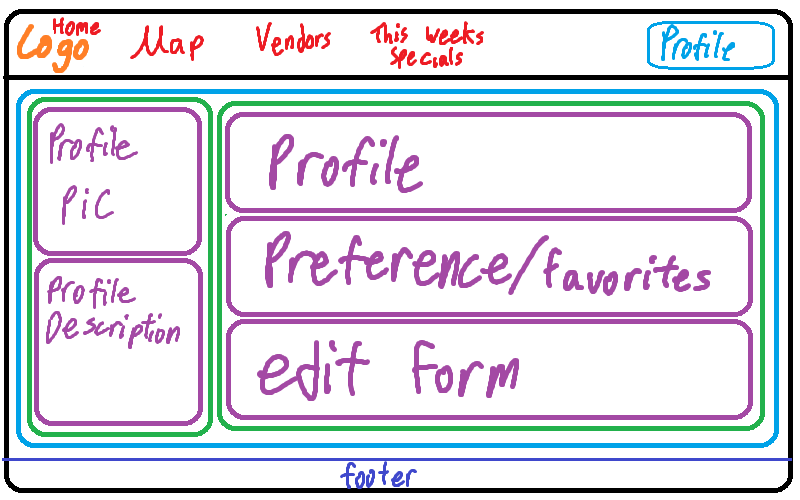 Home
Logo
Map
Vendors
This weeks
Specials
Profile
Profile
Pic
Profile
Description
Profile
Preference/favorites
edit form
footer